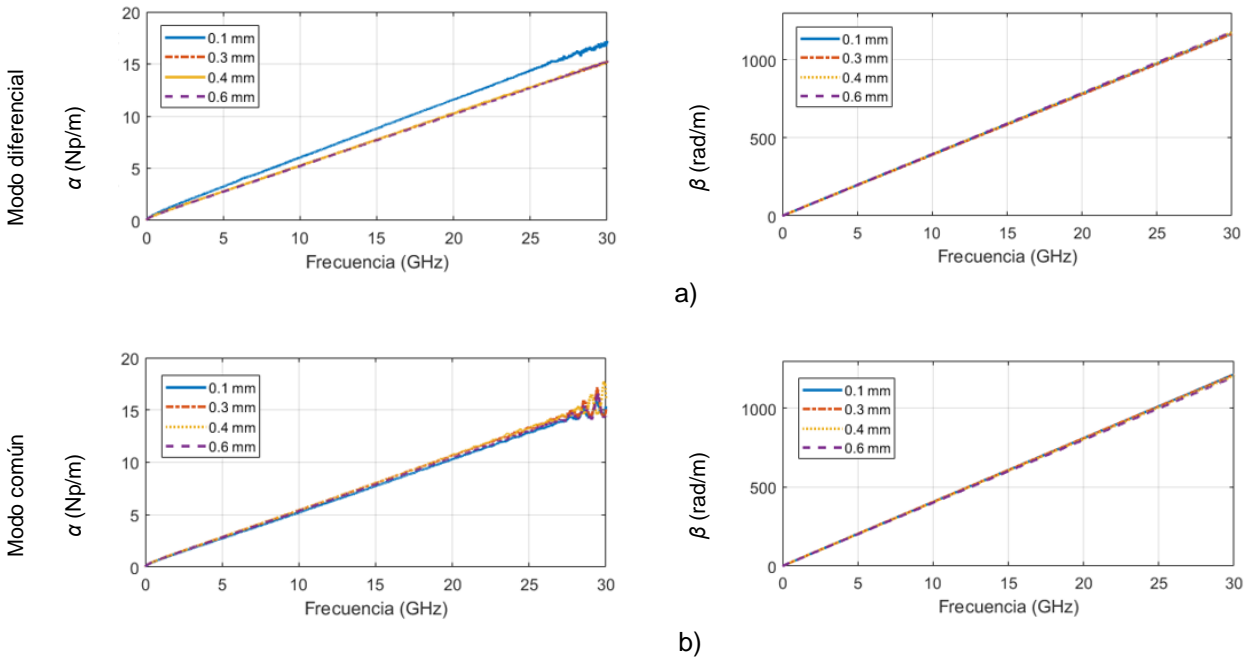 Modo diferencial
α (Np/m)
20
15
10
5
0
0.1 mm
0.3 mm
0.4 mm
0.6 mm
0 5 10 15 20 25 30
Frecuencia (GHz)
β (rad/m)
1000
500
0
0.1 mm
0.3 mm
0.4 mm
0.6 mm
0 5 10 15 20 25 30
Frecuencia (GHz)
a)
Modo común
α (Np/m)
20
15
10
5
0
0.1 mm
0.3 mm
0.4 mm
0.6 mm
0 5 10 15 20 25 30
Frecuencia (GHz)
β (rad/m)
1000
500
0
0.1 mm
0.3 mm
0.4 mm
0.6 mm
0 5 10 15 20 25 30
Frecuencia (GHz)
b)